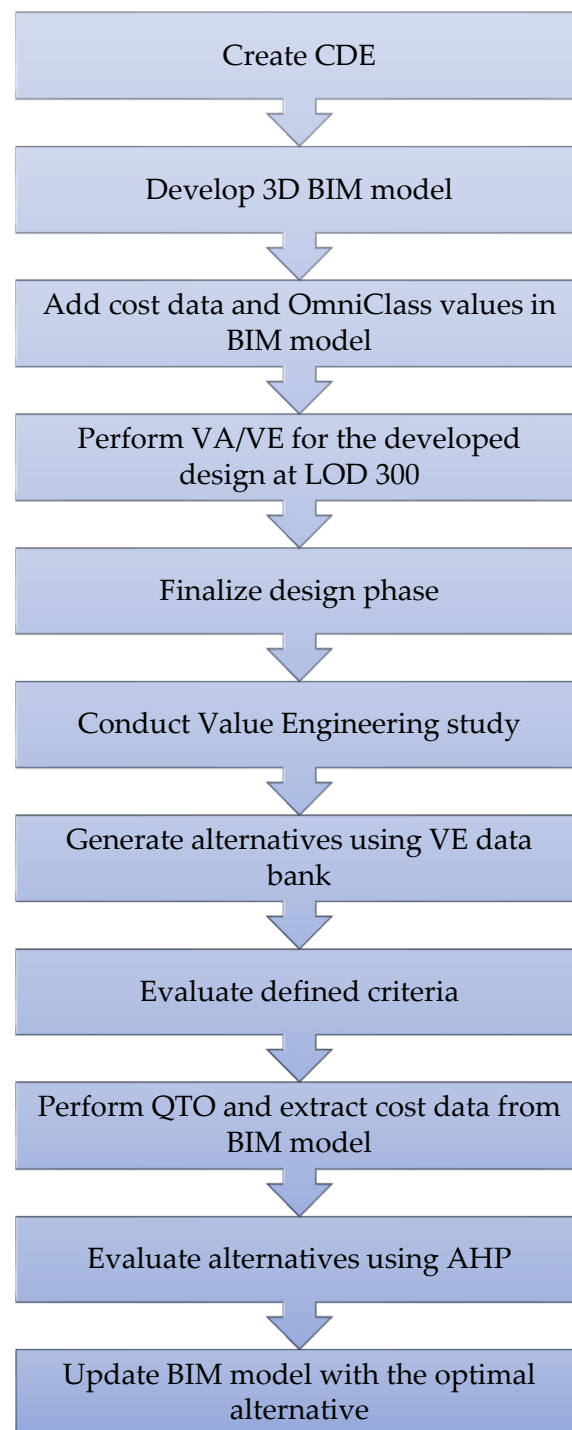 Create CDE
Develop 3D BIM model
Add cost data and OmniClass values in
BIM model
Perform VA/VE for the developed
design at LOD 300
Finalize design phase
Conduct Value Engineering study
Generate alternatives using VE data
bank
Evaluate defined criteria
Perform QTO and extract cost data from
BIM model
Evaluate alternatives using AHP
Update BIM model with the optimal
alternative